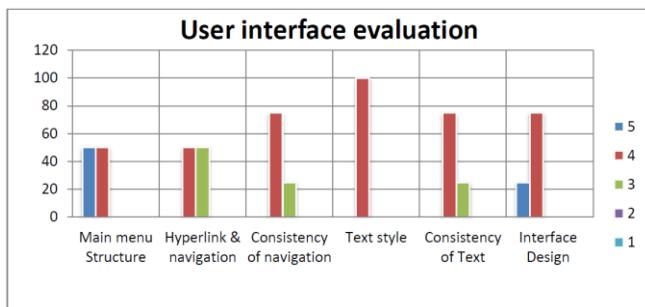 User interface evaluation
120
100
80
60
40
20
0
Main menu Structure
Hyperlink & navigation
Consistency of navigation
Text style
Consistency of Text
Interface Design
5
4
3
2
1